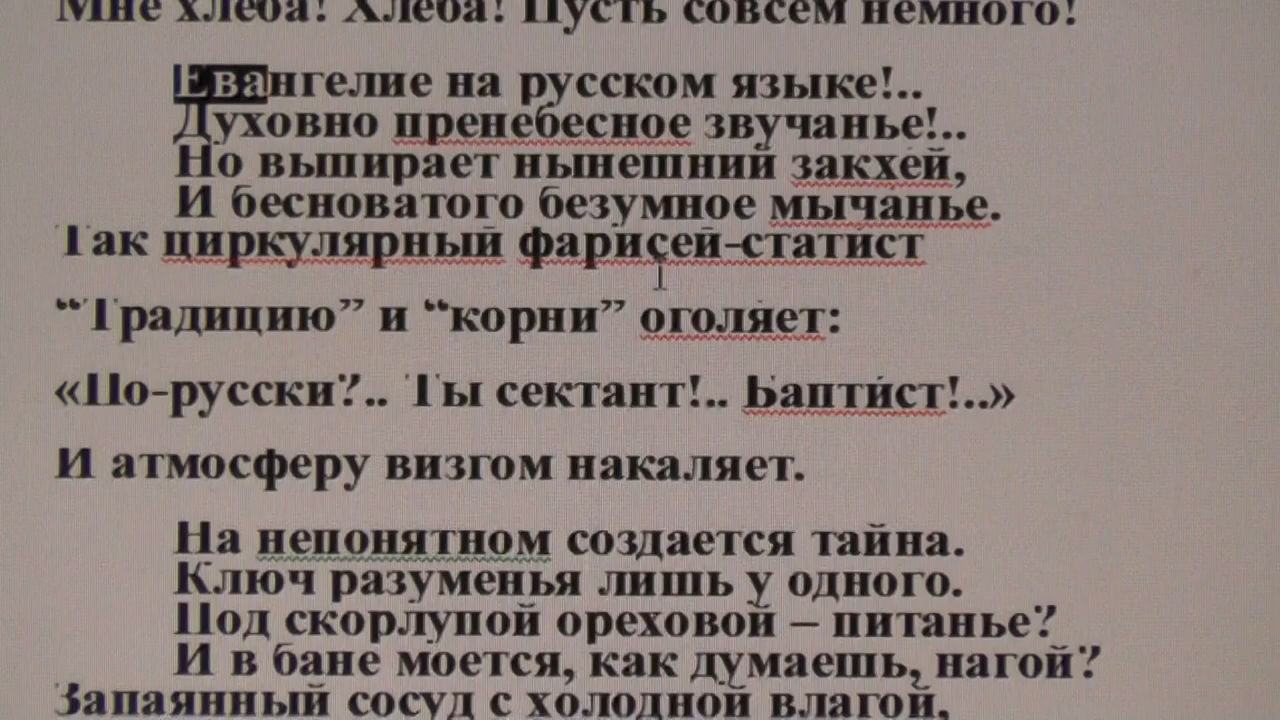 Мне хлеба! Хлеба! Пусть совсем немного!
Евангелие на русском языке!..
Духовно пренебесное звучанье!..
Но выпирает нынешний закхей,
И бесноватого безумное мычанье.
Так циркулярный фарисей-статист
“Традицию” и “корни” оголяет:
«По-русски?.. Ты сектант!.. Баптист!..»
И атмосферу визгом накаляет.
На непонятном создается тайна.
Ключ разуменья лишь у одного.
Под скорлупой ореховой – питанье?
И в бане моется, как думаешь, нагой?
Запаянный сосуд с холодной влагой,